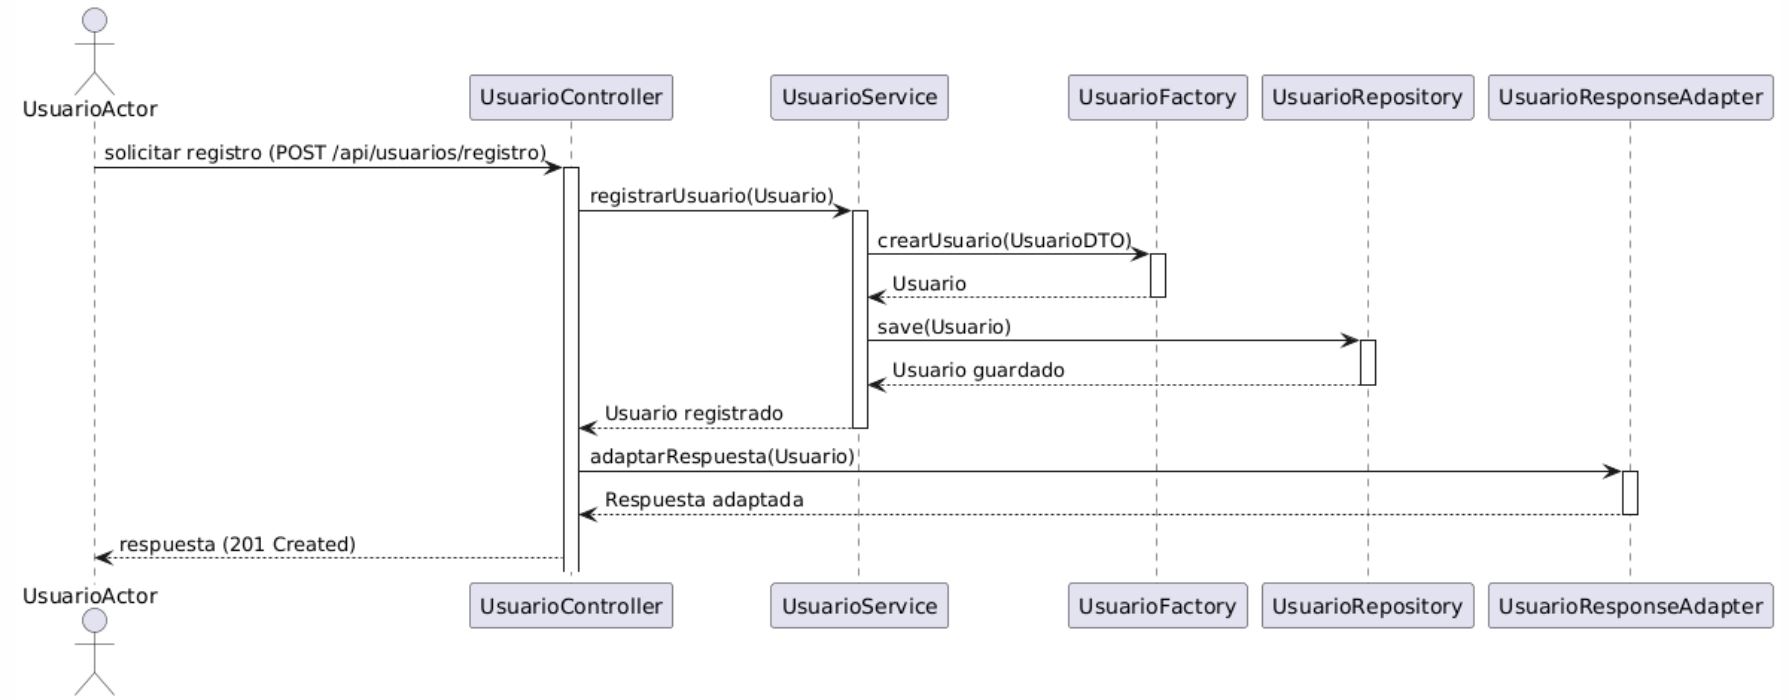 UsuarioActor
UsuarioController
UsuarioService
UsuarioFactory
UsuarioRepository
UsuarioResponseAdapter
solicitar registro (POST /api/usuarios/registro)
registrarUsuario(Usuario)
crearUsuario(UsuarioDTO)
Usuario
save(Usuario)
Usuario guardado
Usuario registrado
adaptarRespuesta(Usuario)
Respuesta adaptada
respuesta (201 Created)
UsuarioActor
UsuarioController
UsuarioService
UsuarioFactory
UsuarioRepository
UsuarioResponseAdapter